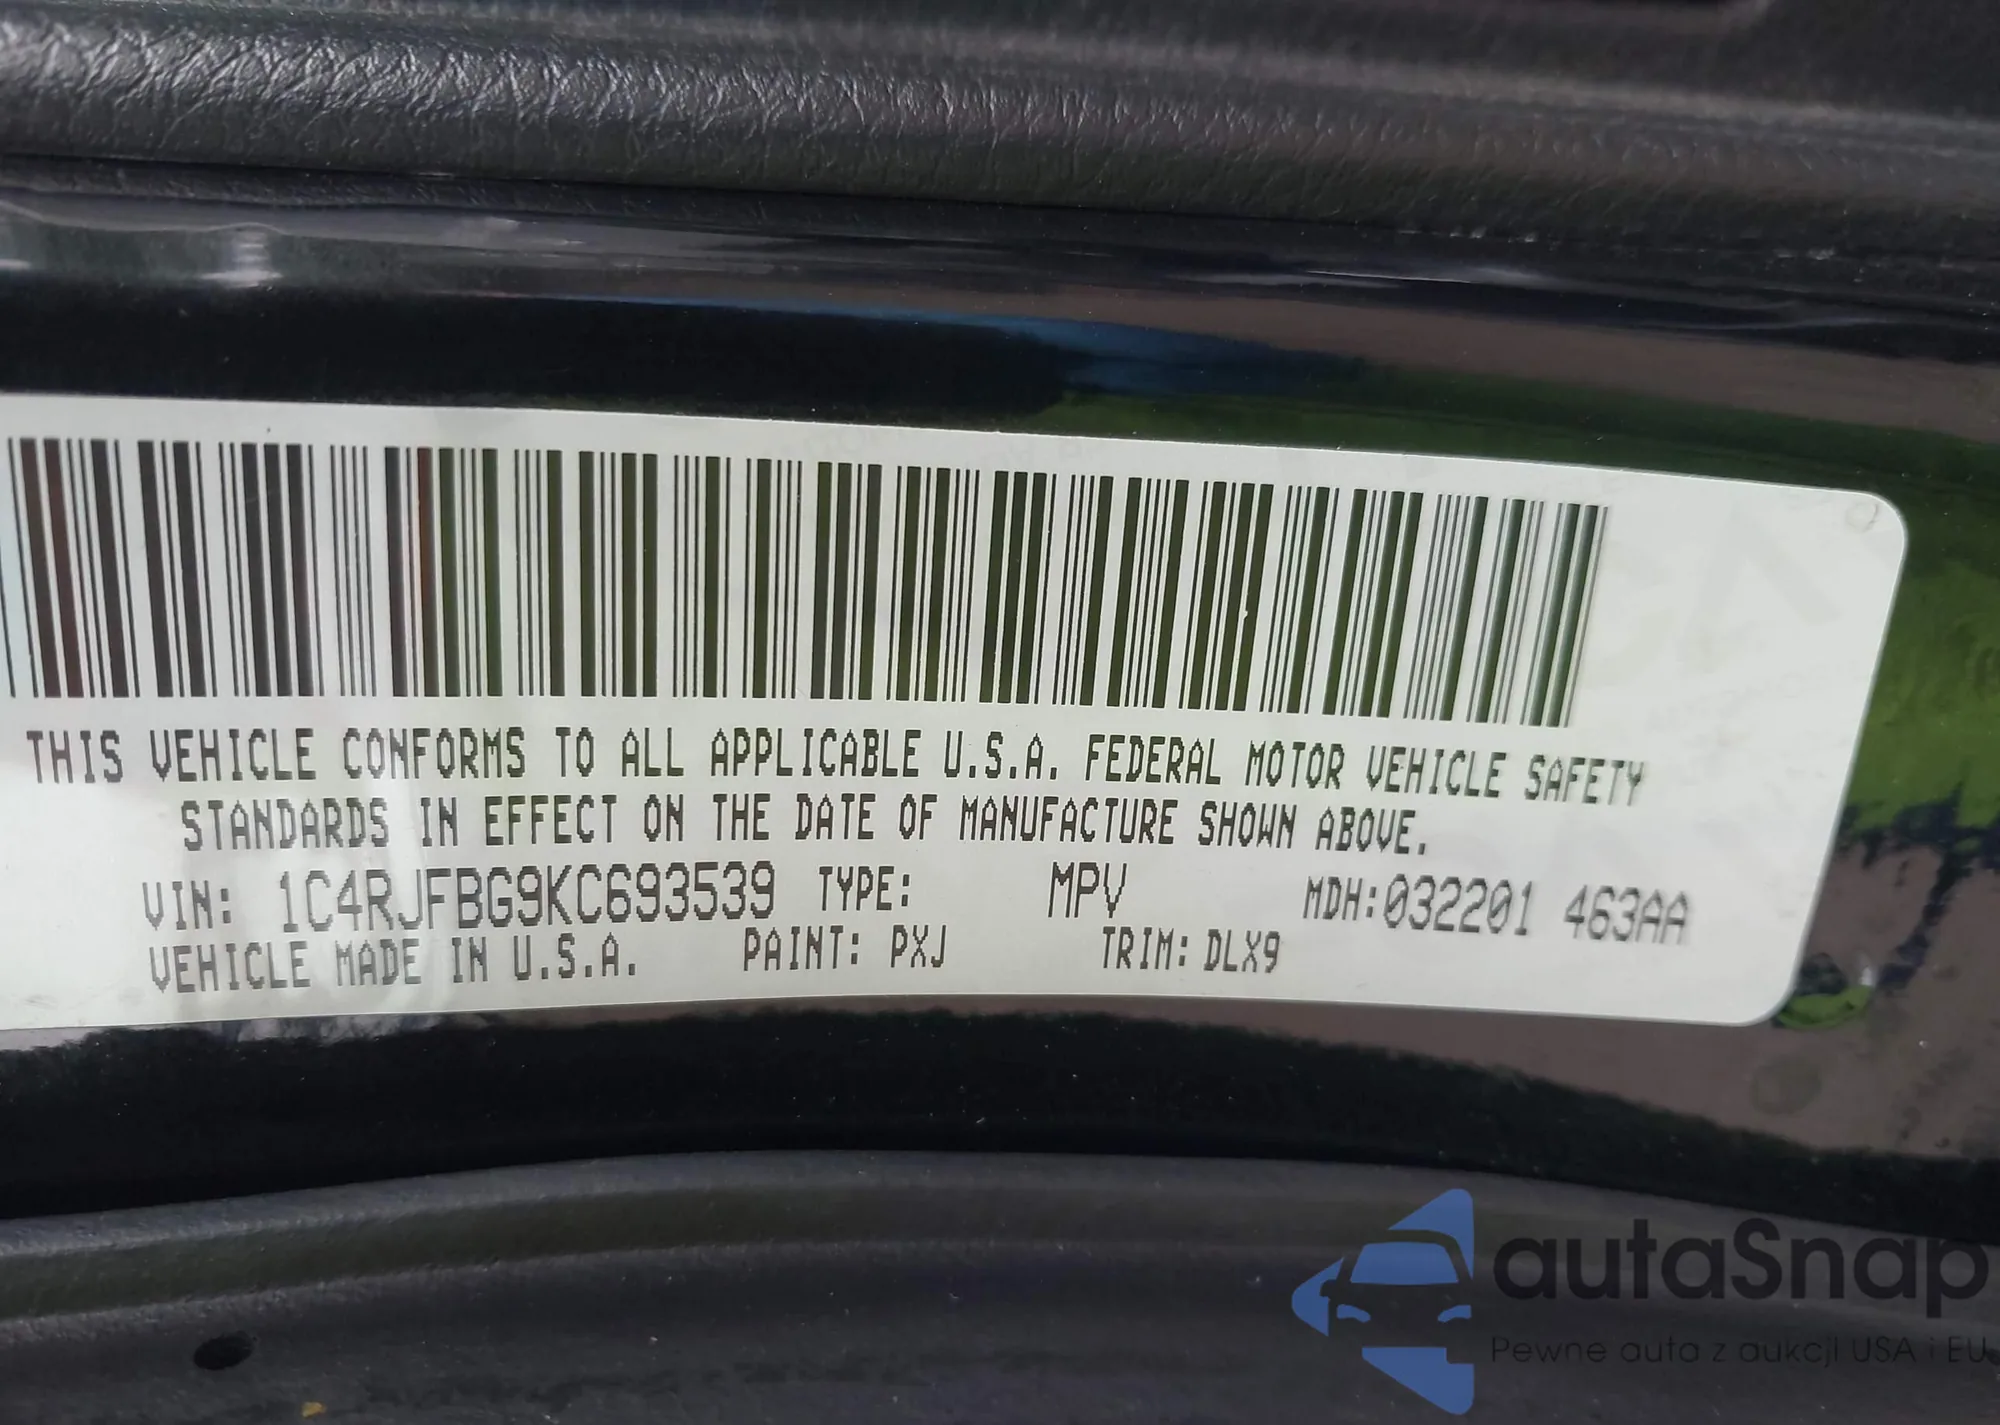 THIS VEHICLE CONFORMS TO ALL APPLICABLE U.S.A. FEDERAL MOTOR VEHICLE SAFETY
STANDARDS IN EFFECT ON THE DATE OF MANUFACTURE SHOWN ABOVE.
VIN: 1C4RJFBG9KC693539 TYPE: MPV MDH:032201 463AA
VEHICLE MADE IN U.S.A. PAINT: PXJ TRIM: DLX9
autaSnap
Pewne auta z aukcji USA i EU